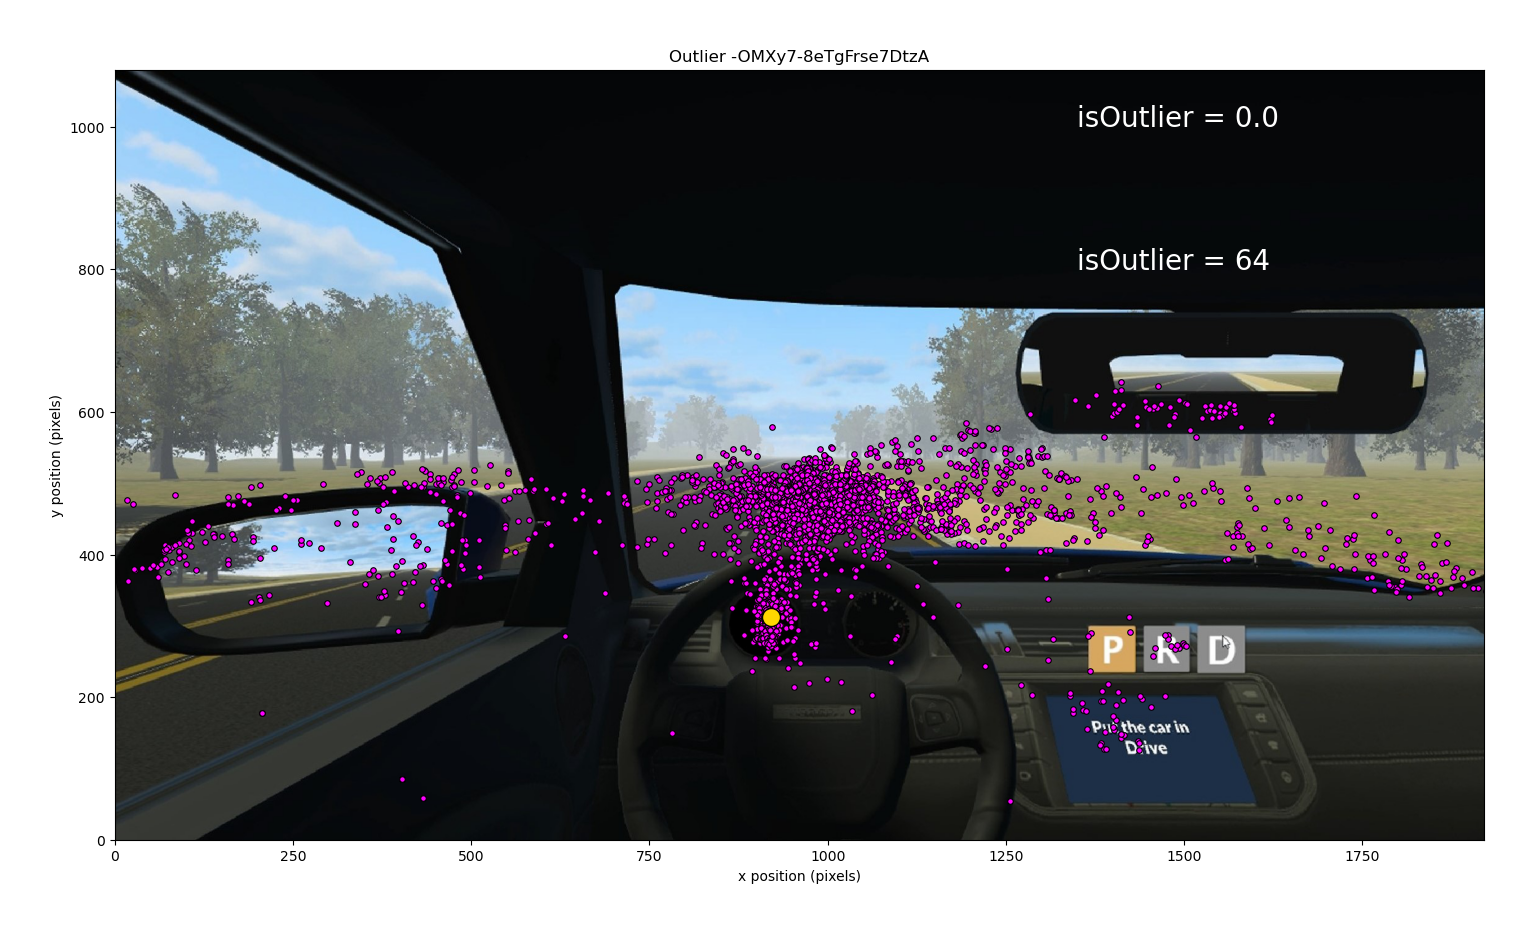 Outlier -OMXy7-8eTgFrse7DtzA
isOutlier = 0.0
isOutlier = 64
1000
800
600
400
200
0
y position (pixels)
P R D
Put the car in
Drive
0 250 500 750 1000 1250 1500 1750
x position (pixels)